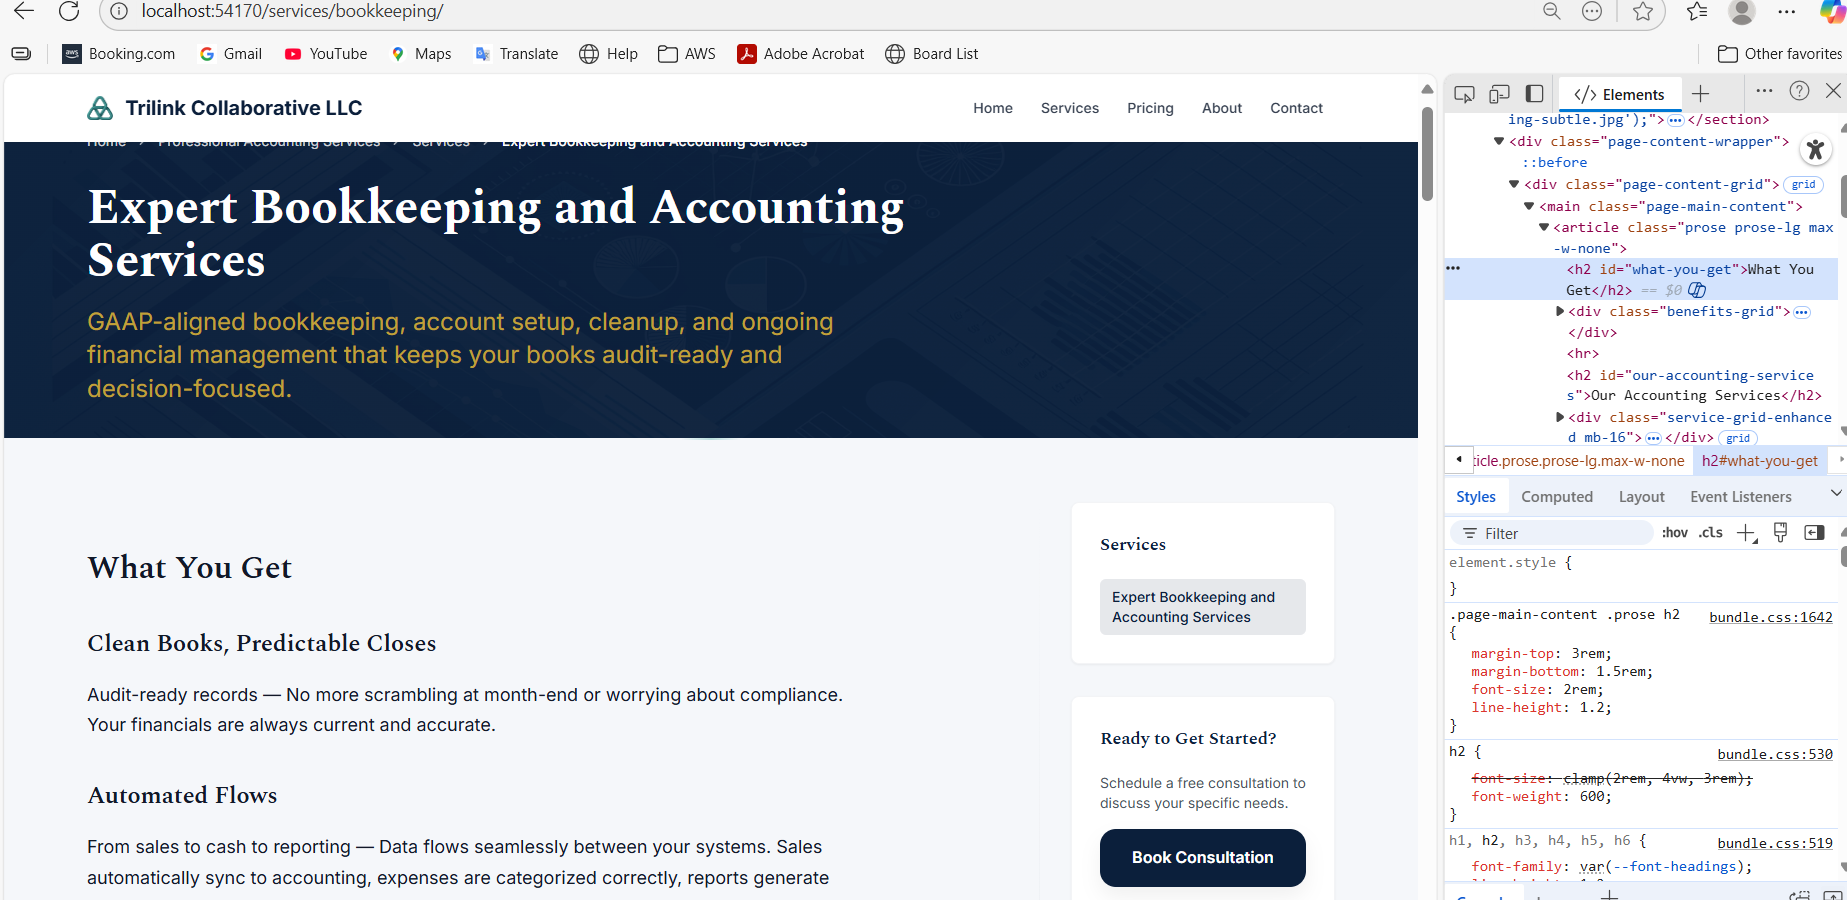 localhost:54170/services/bookkeeping/
Booking.com Gmail YouTube Maps Translate Help AWS Adobe Acrobat Board List Other favorites
Trilink Collaborative LLC
Home Services Pricing About Contact
Home > Professional Accounting Services > Services > Expert Bookkeeping and Accounting Services
Expert Bookkeeping and Accounting
Services
GAAP-aligned bookkeeping, account setup, cleanup, and ongoing
financial management that keeps your books audit-ready and
decision-focused.
What You Get
Clean Books, Predictable Closes
Audit-ready records — No more scrambling at month-end or worrying about compliance.
Your financials are always current and accurate.
Automated Flows
From sales to cash to reporting — Data flows seamlessly between your systems. Sales
automatically sync to accounting, expenses are categorized correctly, reports generate
Services
Expert Bookkeeping and
Accounting Services
Ready to Get Started?
Schedule a free consultation to
discuss your specific needs.
Book Consultation
Elements
ing-subtle.jpg');">…</section>
<div class="page-content-wrapper">
::before
<div class="page-content-grid"> grid
<main class="page-main-content">
<article class="prose prose-lg max
-w-none">
<h2 id="what-you-get">What You
Get</h2> == $0
<div class="benefits-grid">…
</div>
<hr>
<h2 id="our-accounting-service
s">Our Accounting Services</h2>
<div class="service-grid-enhance
d mb-16">…</div> grid
ticle.prose.prose-lg.max-w-none h2#what-you-get
Styles Computed Layout Event Listeners
Filter :hov .cls
element.style {
}
.page-main-content .prose h2 bundle.css:1642
{
margin-top: 3rem;
margin-bottom: 1.5rem;
font-size: 2rem;
line-height: 1.2;
}
h2 { bundle.css:530
font-size: clamp(2rem, 4vw, 3rem);
font-weight: 600;
}
h1, h2, h3, h4, h5, h6 { bundle.css:519
font-family: var(--font-headings);